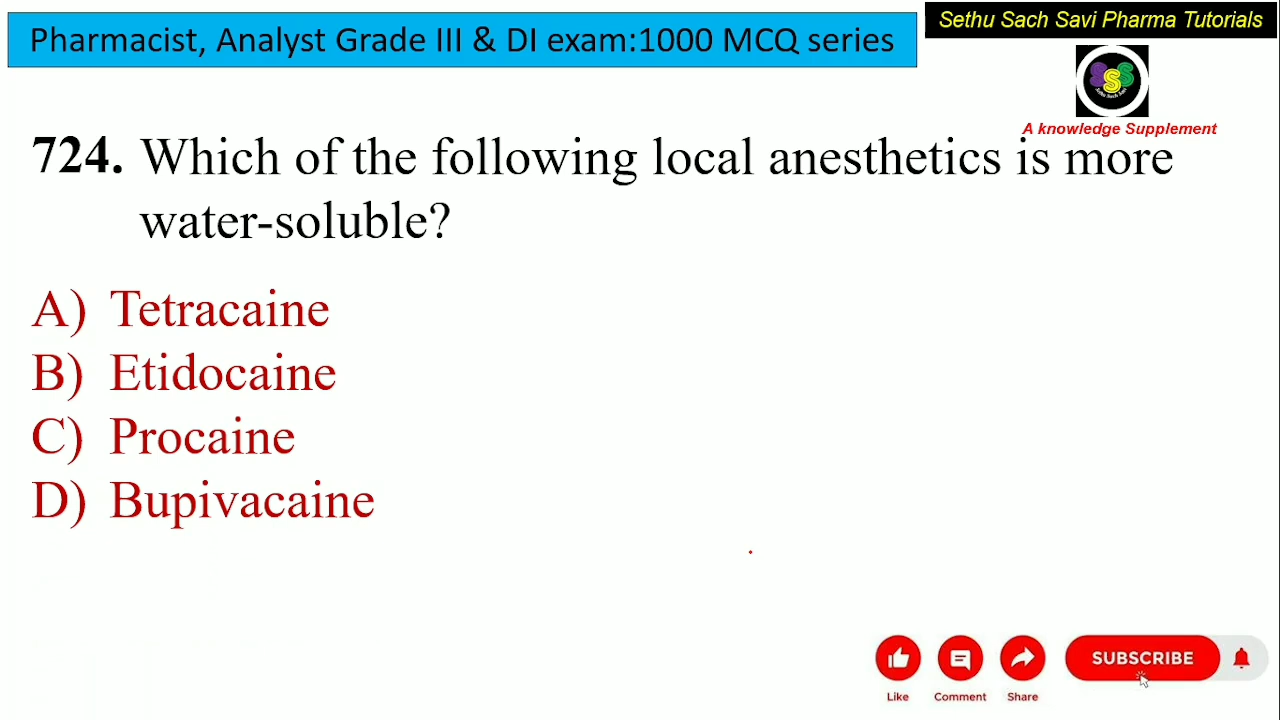 Pharmacist, Analyst Grade III & DI exam:1000 MCQ series
Sethu Sach Savi Pharma Tutorials
SSS
A knowledge Supplement
724. Which of the following local anesthetics is more
water-soluble?
A) Tetracaine
B) Etidocaine
C) Procaine
D) Bupivacaine
SUBSCRIBE
Like Comment Share